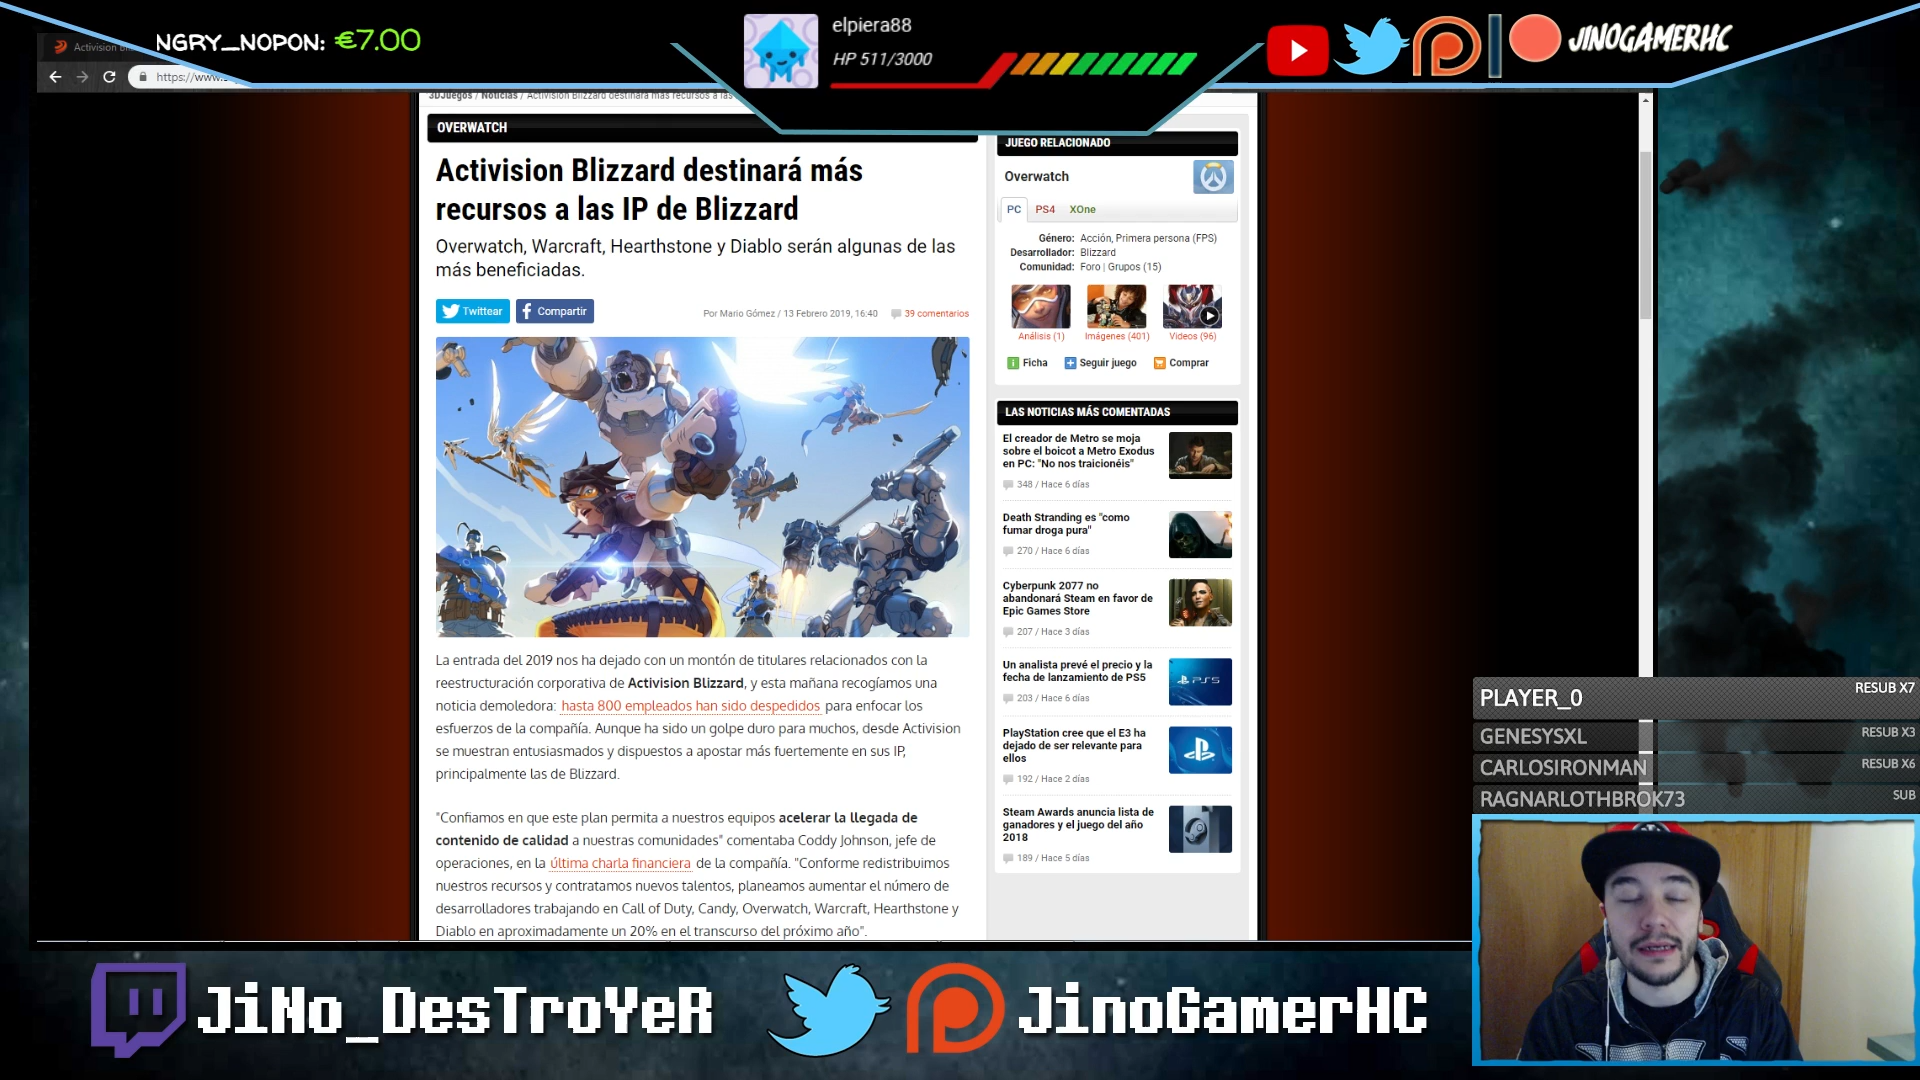 NGRY_NOPON: €7.00
elpiera88
HP 511/3000
JINOGAMERHC
Activision
https://www.
3DJuegos / Noticias / Activision Blizzard destinará más recursos a las
OVERWATCH
Activision Blizzard destinará más
recursos a las IP de Blizzard
Overwatch, Warcraft, Hearthstone y Diablo serán algunas de las
más beneficiadas.
Twittear
Compartir
Por Mario Gómez / 13 Febrero 2019, 16:40
39 comentarios
La entrada del 2019 nos ha dejado con un montón de titulares relacionados con la
reestructuración corporativa de Activision Blizzard, y esta mañana recogíamos una
noticia demoledora: hasta 800 empleados han sido despedidos para enfocar los
esfuerzos de la compañía. Aunque ha sido un golpe duro para muchos, desde Activision
se muestran entusiasmados y dispuestos a apostar más fuertemente en sus IP,
principalmente las de Blizzard.
"Confiamos en que este plan permita a nuestros equipos acelerar la llegada de
contenido de calidad a nuestras comunidades" comentaba Coddy Johnson, jefe de
operaciones, en la última charla financiera de la compañía. "Conforme redistribuimos
nuestros recursos y contratamos nuevos talentos, planeamos aumentar el número de
desarrolladores trabajando en Call of Duty, Candy, Overwatch, Warcraft, Hearthstone y
Diablo en aproximadamente un 20% en el transcurso del próximo año".
JUEGO RELACIONADO
Overwatch
PC PS4 XOne
Género: Acción, Primera persona (FPS)
Desarrollador: Blizzard
Comunidad: Foro | Grupos (15)
Análisis (1) Imágenes (401) Videos (96)
Ficha Seguir juego Comprar
LAS NOTICIAS MÁS COMENTADAS
El creador de Metro se moja
sobre el boicot a Metro Exodus
en PC: "No nos traicionéis"
348 / Hace 6 días
Death Stranding es "como
fumar droga pura"
270 / Hace 6 días
Cyberpunk 2077 no
abandonará Steam en favor de
Epic Games Store
207 / Hace 3 días
Un analista prevé el precio y la
fecha de lanzamiento de PS5
203 / Hace 6 días
PS5
PlayStation cree que el E3 ha
dejado de ser relevante para
ellos
192 / Hace 2 días
Steam Awards anuncia lista de
ganadores y el juego del año
2018
189 / Hace 5 días
PLAYER_0 RESUB X7
GENESYSXL RESUB X3
CARLOSIRONMAN RESUB X6
RAGNARLOTHBROK73 SUB
JiNo_DesTroYeR
JinoGamerHC